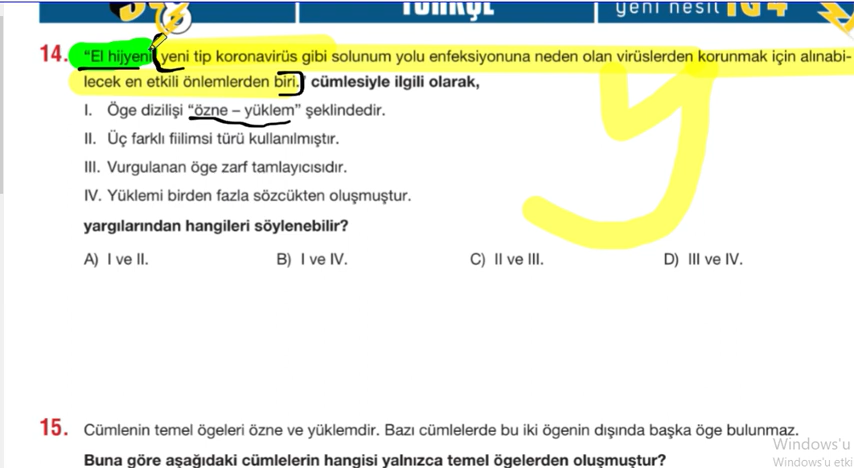 TÜRKÇE
yeni nesil
14. “El hijyeni, yeni tip koronavirüs gibi solunum yolu enfeksiyonuna neden olan virüslerden korunmak için alınabi-
lecek en etkili önlemlerden biri.” cümlesiyle ilgili olarak,
I. Öge dizilişi “özne – yüklem” şeklindedir.
II. Üç farklı fiilimsi türü kullanılmıştır.
III. Vurgulanan öge zarf tamlayıcısıdır.
IV. Yüklemi birden fazla sözcükten oluşmuştur.
yargılarından hangileri söylenebilir?
A) I ve II. B) I ve IV. C) II ve III. D) III ve IV.
y
15. Cümlenin temel ögeleri özne ve yüklemdir. Bazı cümlelerde bu iki ögenin dışında başka öge bulunmaz.
Windows'u
Buna göre aşağıdaki cümlelerin hangisi yalnızca temel ögelerden oluşmuştur?
Windows'u etki